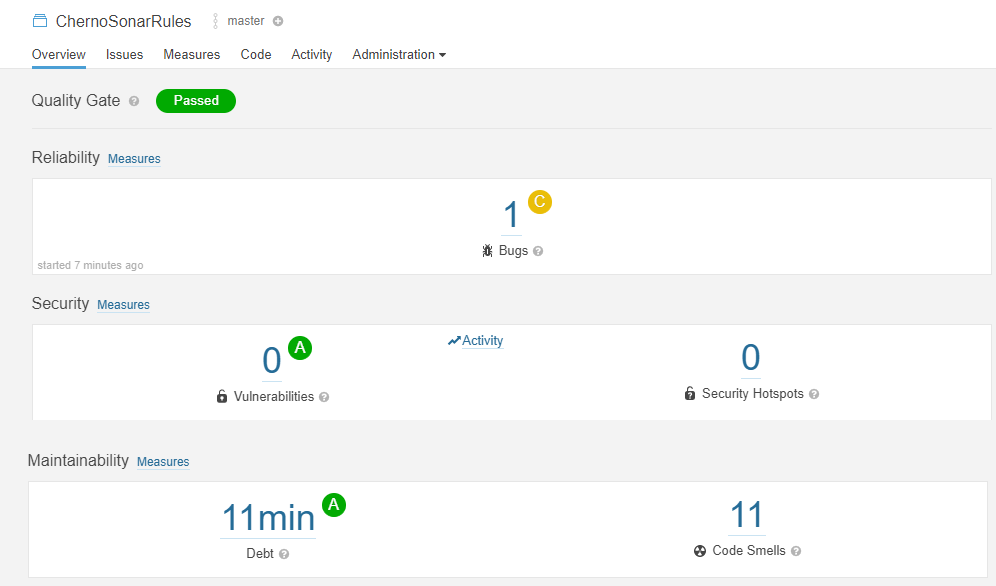 ChernoSonarRules master
Overview Issues Measures Code Activity Administration
Quality Gate ? Passed
Reliability Measures
1 C
Bugs ?
started 7 minutes ago
Security Measures
Activity
0 A
Vulnerabilities ?
0
Security Hotspots ?
Maintainability Measures
11min A
Debt ?
11
Code Smells ?